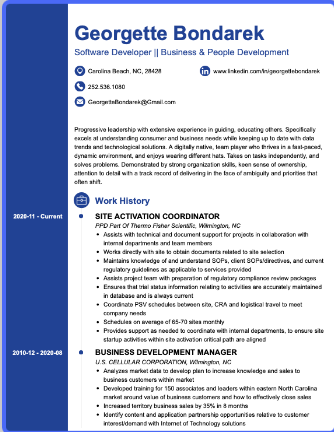 Georgette Bondarek
Software Developer || Business & People Development
Carolina Beach, NC, 28428
www.linkedin.com/in/georgettebondarek
252.536.1080
GeorgetteBondarek@Gmail.com
Progressive leadership with extensive experience in guiding, educating others. Specifically
excels at understanding consumer and business needs while keeping up to date with data
trends and technological solutions. A dynamic, team player who thrives in a fast-paced,
dynamic environment, and enjoys wearing different hats. Takes on tasks independently, and
solves problems. Demonstrated by strong organization skills, keen sense of ownership,
attention to detail with a track record of delivering in the face of ambiguity and priorities that
often shift.
Work History
2020-11 - Current
SITE ACTIVATION COORDINATOR
PPD Part Of Thermo Fisher Scientific, Wilmington, NC
• Assists with technical and document support for projects in collaboration with
internal departments and team members
• Works directly with site to obtain documents related to site selection
• Maintains knowledge of and understand SOPs, client SOPs/directives, and current
regulatory guidelines as applicable to services provided
• Assists project team with preparation of regulatory compliance review packages
• Ensures that trial status information relating to activities are accurately maintained
in database and is always current
• Coordinate PSV schedules between site, CRA and logistical travel to meet
company needs
• Schedules on average of 65-70 sites monthly
• Provides support as needed to coordinate with internal departments, to ensure site
startup activities within site activation critical path are aligned
2010-12 - 2020-08
BUSINESS DEVELOPMENT MANAGER
U.S. CELLULAR CORPORATION, Wilmington, NC
• Analyzes market data to develop plan to increase knowledge and sales to
business customers within market
• Developed training for 150 associates and leaders within eastern North Carolina
market around value of business customers and how to effectively close sales
• Increased territory business sales by 35% in 8 months
• Identify content and application partnership opportunities relative to customer
interest/demand with Internet of Technology solutions